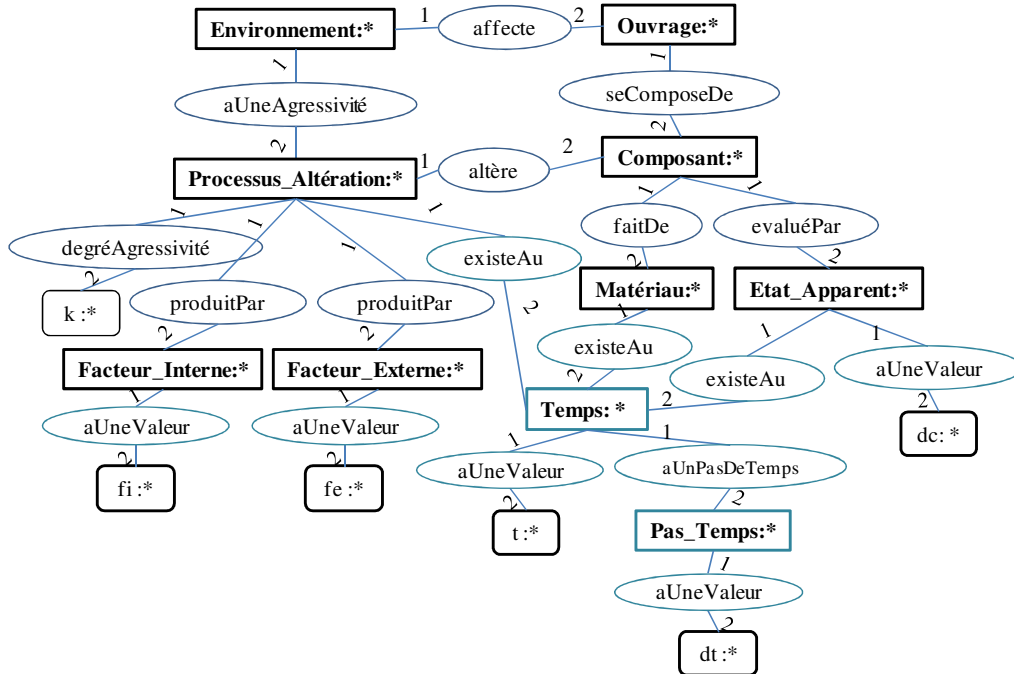 Environnement:*
1
affecte
2
Ouvrage:*
1
1
aUneAgressivité
seComposeDe
2
2
Processus_Altération:*
1
altère
2
Composant:*
1
1
1
1
1
1
degréAgressivité
existeAu
faitDe
evaluéPar
2
2
2
k :*
produitPar
produitPar
2
Matériau:*
Etat_Apparent:*
2
2
1
1
1
Facteur_Interne:*
Facteur_Externe:*
existeAu
existeAu
aUneValeur
1
1
2
2
2
aUneValeur
aUneValeur
Temps: *
dc: *
2
2
1
1
fi :*
fe :*
aUneValeur
aUnPasDeTemps
2
2
t :*
Pas_Temps:*
1
aUneValeur
2
dt :*